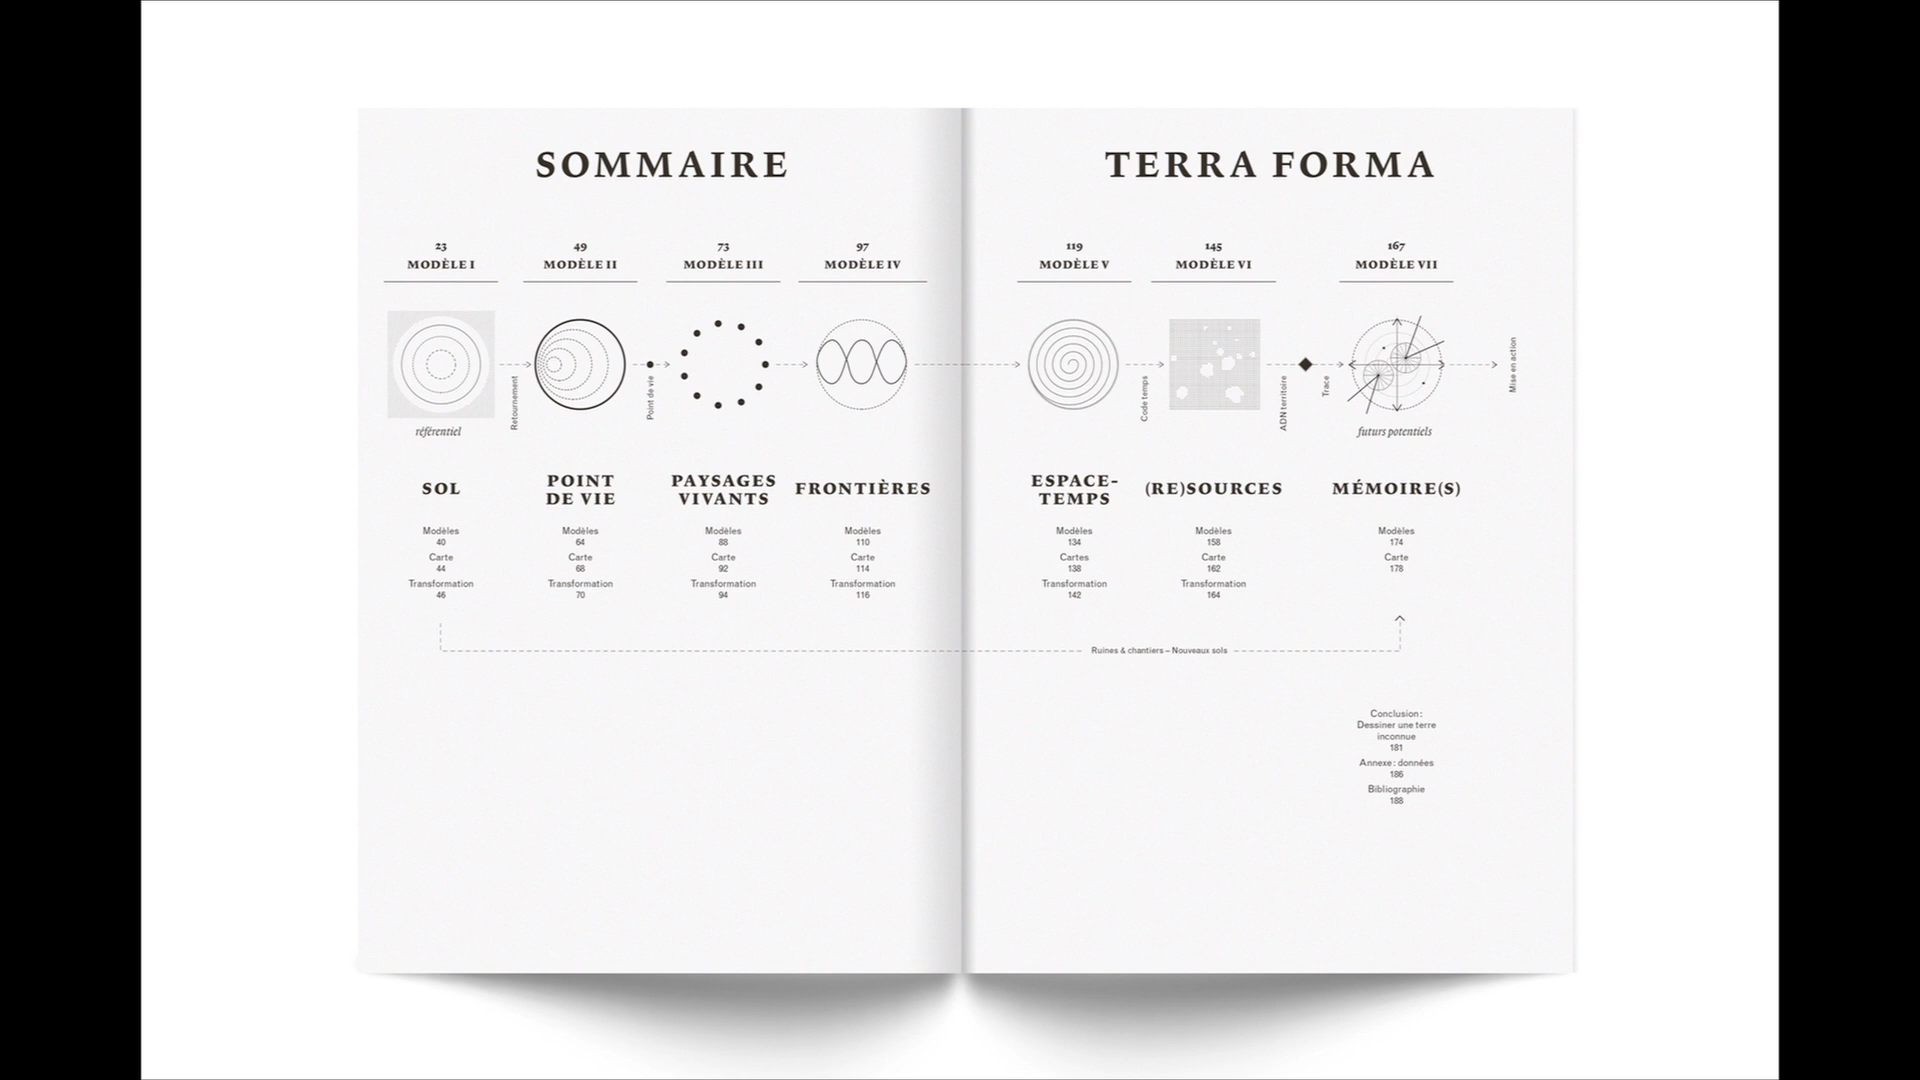 SOMMAIRE
TERRA FORMA
23
MODÈLE I
49
MODÈLE II
73
MODÈLE III
97
MODÈLE IV
119
MODÈLE V
145
MODÈLE VI
167
MODÈLE VII
référentiel
Retournement
Point de vie
Code temps
ADN territoire
Trace
futurs potentiels
Mise en action
SOL
POINT
DE VIE
PAYSAGES
VIVANTS
FRONTIÈRES
ESPACE-
TEMPS
(RE)SOURCES
MÉMOIRE(S)
Modèles
40
Carte
44
Transformation
46
Modèles
64
Carte
68
Transformation
70
Modèles
88
Carte
92
Transformation
94
Modèles
110
Carte
114
Transformation
116
Modèles
134
Cartes
138
Transformation
142
Modèles
158
Carte
162
Transformation
164
Modèles
174
Carte
178
Ruines & chantiers – Nouveaux sols
Conclusion :
Dessiner une terre
inconnue
181
Annexe : données
186
Bibliographie
188